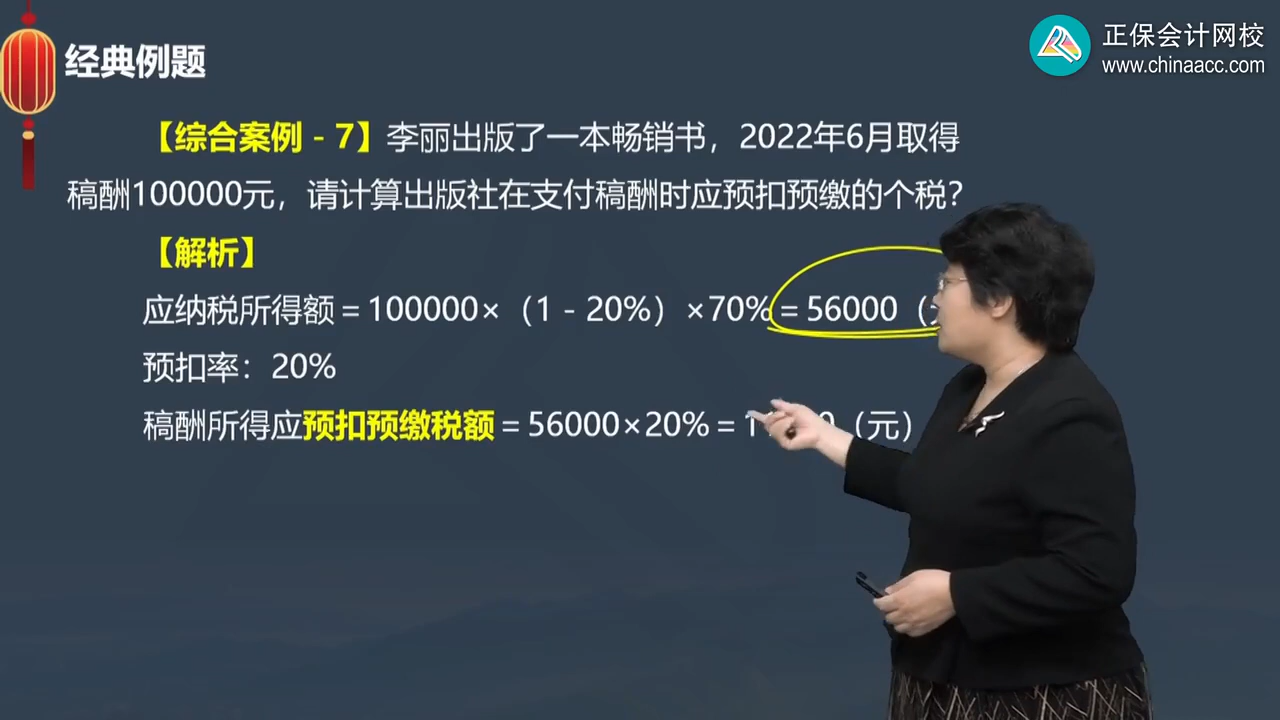 正保会计网校
www.chinaacc.com
经典例题
【综合案例-7】李丽出版了一本畅销书，2022年6月取得
稿酬100000元，请计算出版社在支付稿酬时应预扣预缴的个税？
【解析】
应纳税所得额=100000×（1-20%）×70%=56000（
预扣率：20%
稿酬所得应预扣预缴税额=56000×20%=（元）